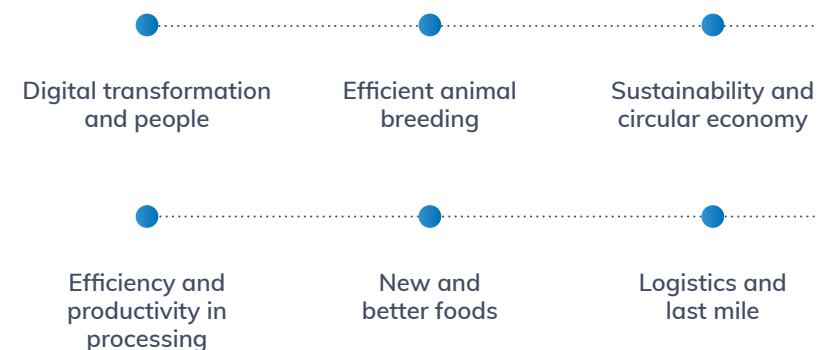 Digital transformation
and people
Efficient animal
breeding
Sustainability and
circular economy
Efficiency and
productivity in
processing
New and
better foods
Logistics and
last mile